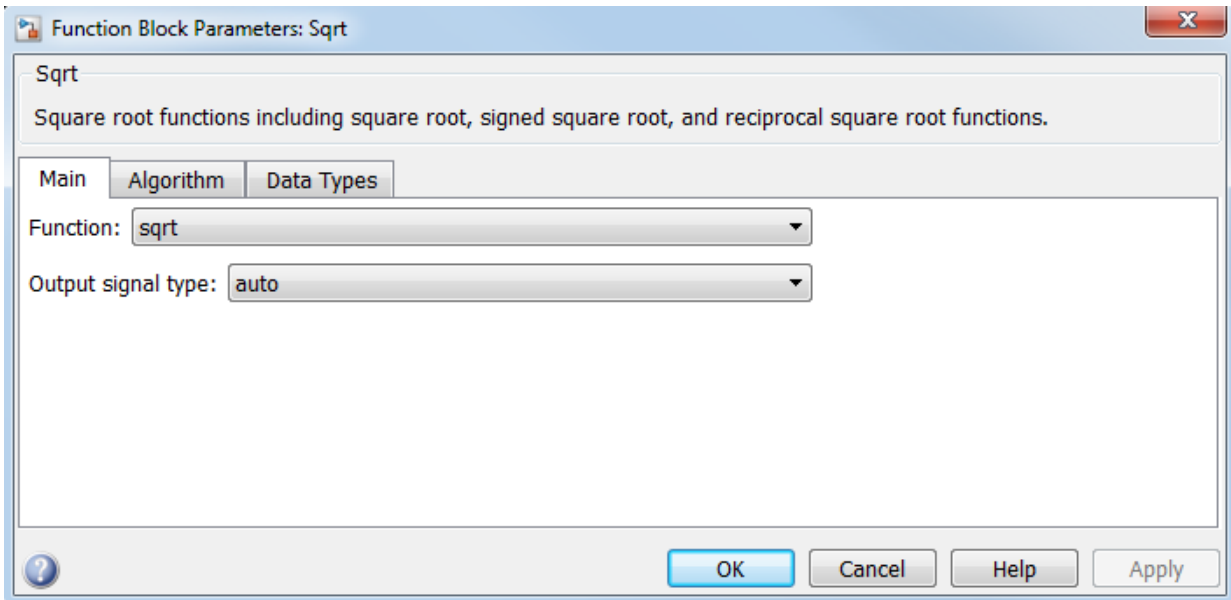 Function Block Parameters: Sqrt
Sqrt
Square root functions including square root, signed square root, and reciprocal square root functions.
Main Algorithm Data Types
Function: sqrt
Output signal type: auto
? OK Cancel Help Apply